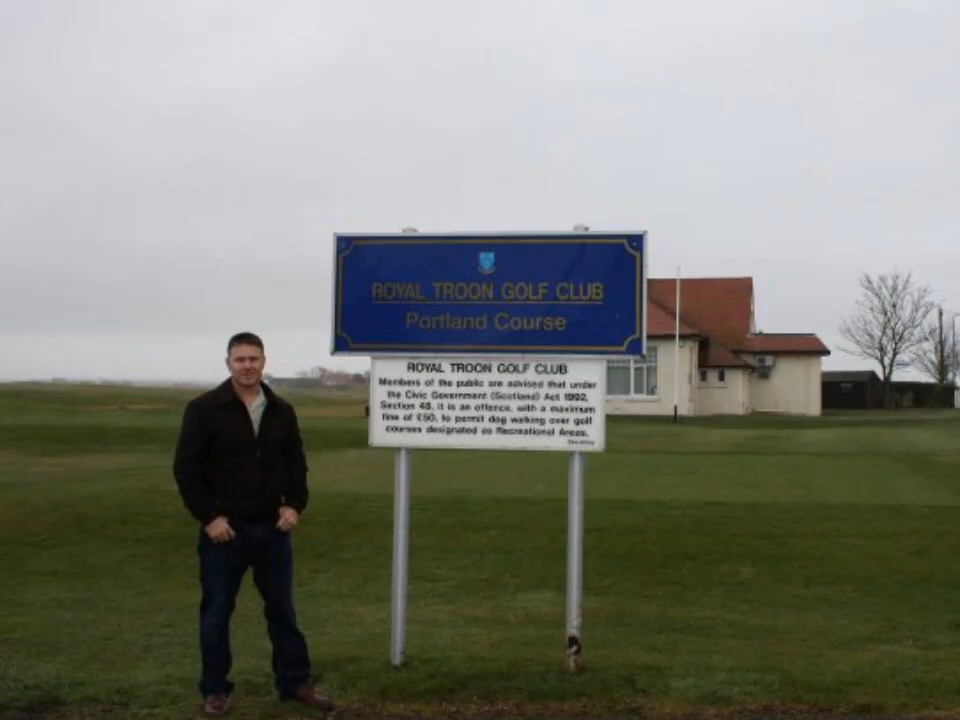 ROYAL TROON GOLF CLUB
Portland Course
ROYAL TROON GOLF CLUB
Members of the public are advised that under
the Civic Government (Scotland) Act 1992,
Section 48, it is an offence, with a maximum
fine of £50, to permit dog walking over golf
courses designated as Recreational Areas.